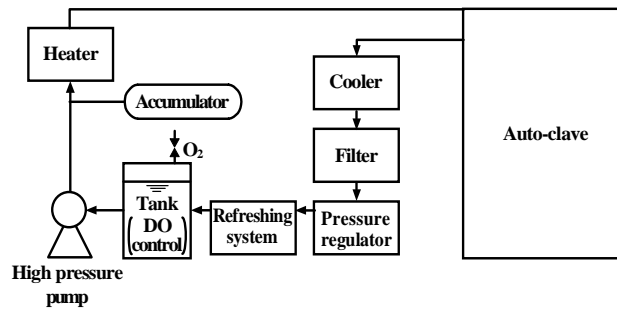 Heater
Cooler
Accumulator
Auto-clave
O2
Filter
Tank
DO
control
Refreshing
system
Pressure
regulator
High pressure
pump